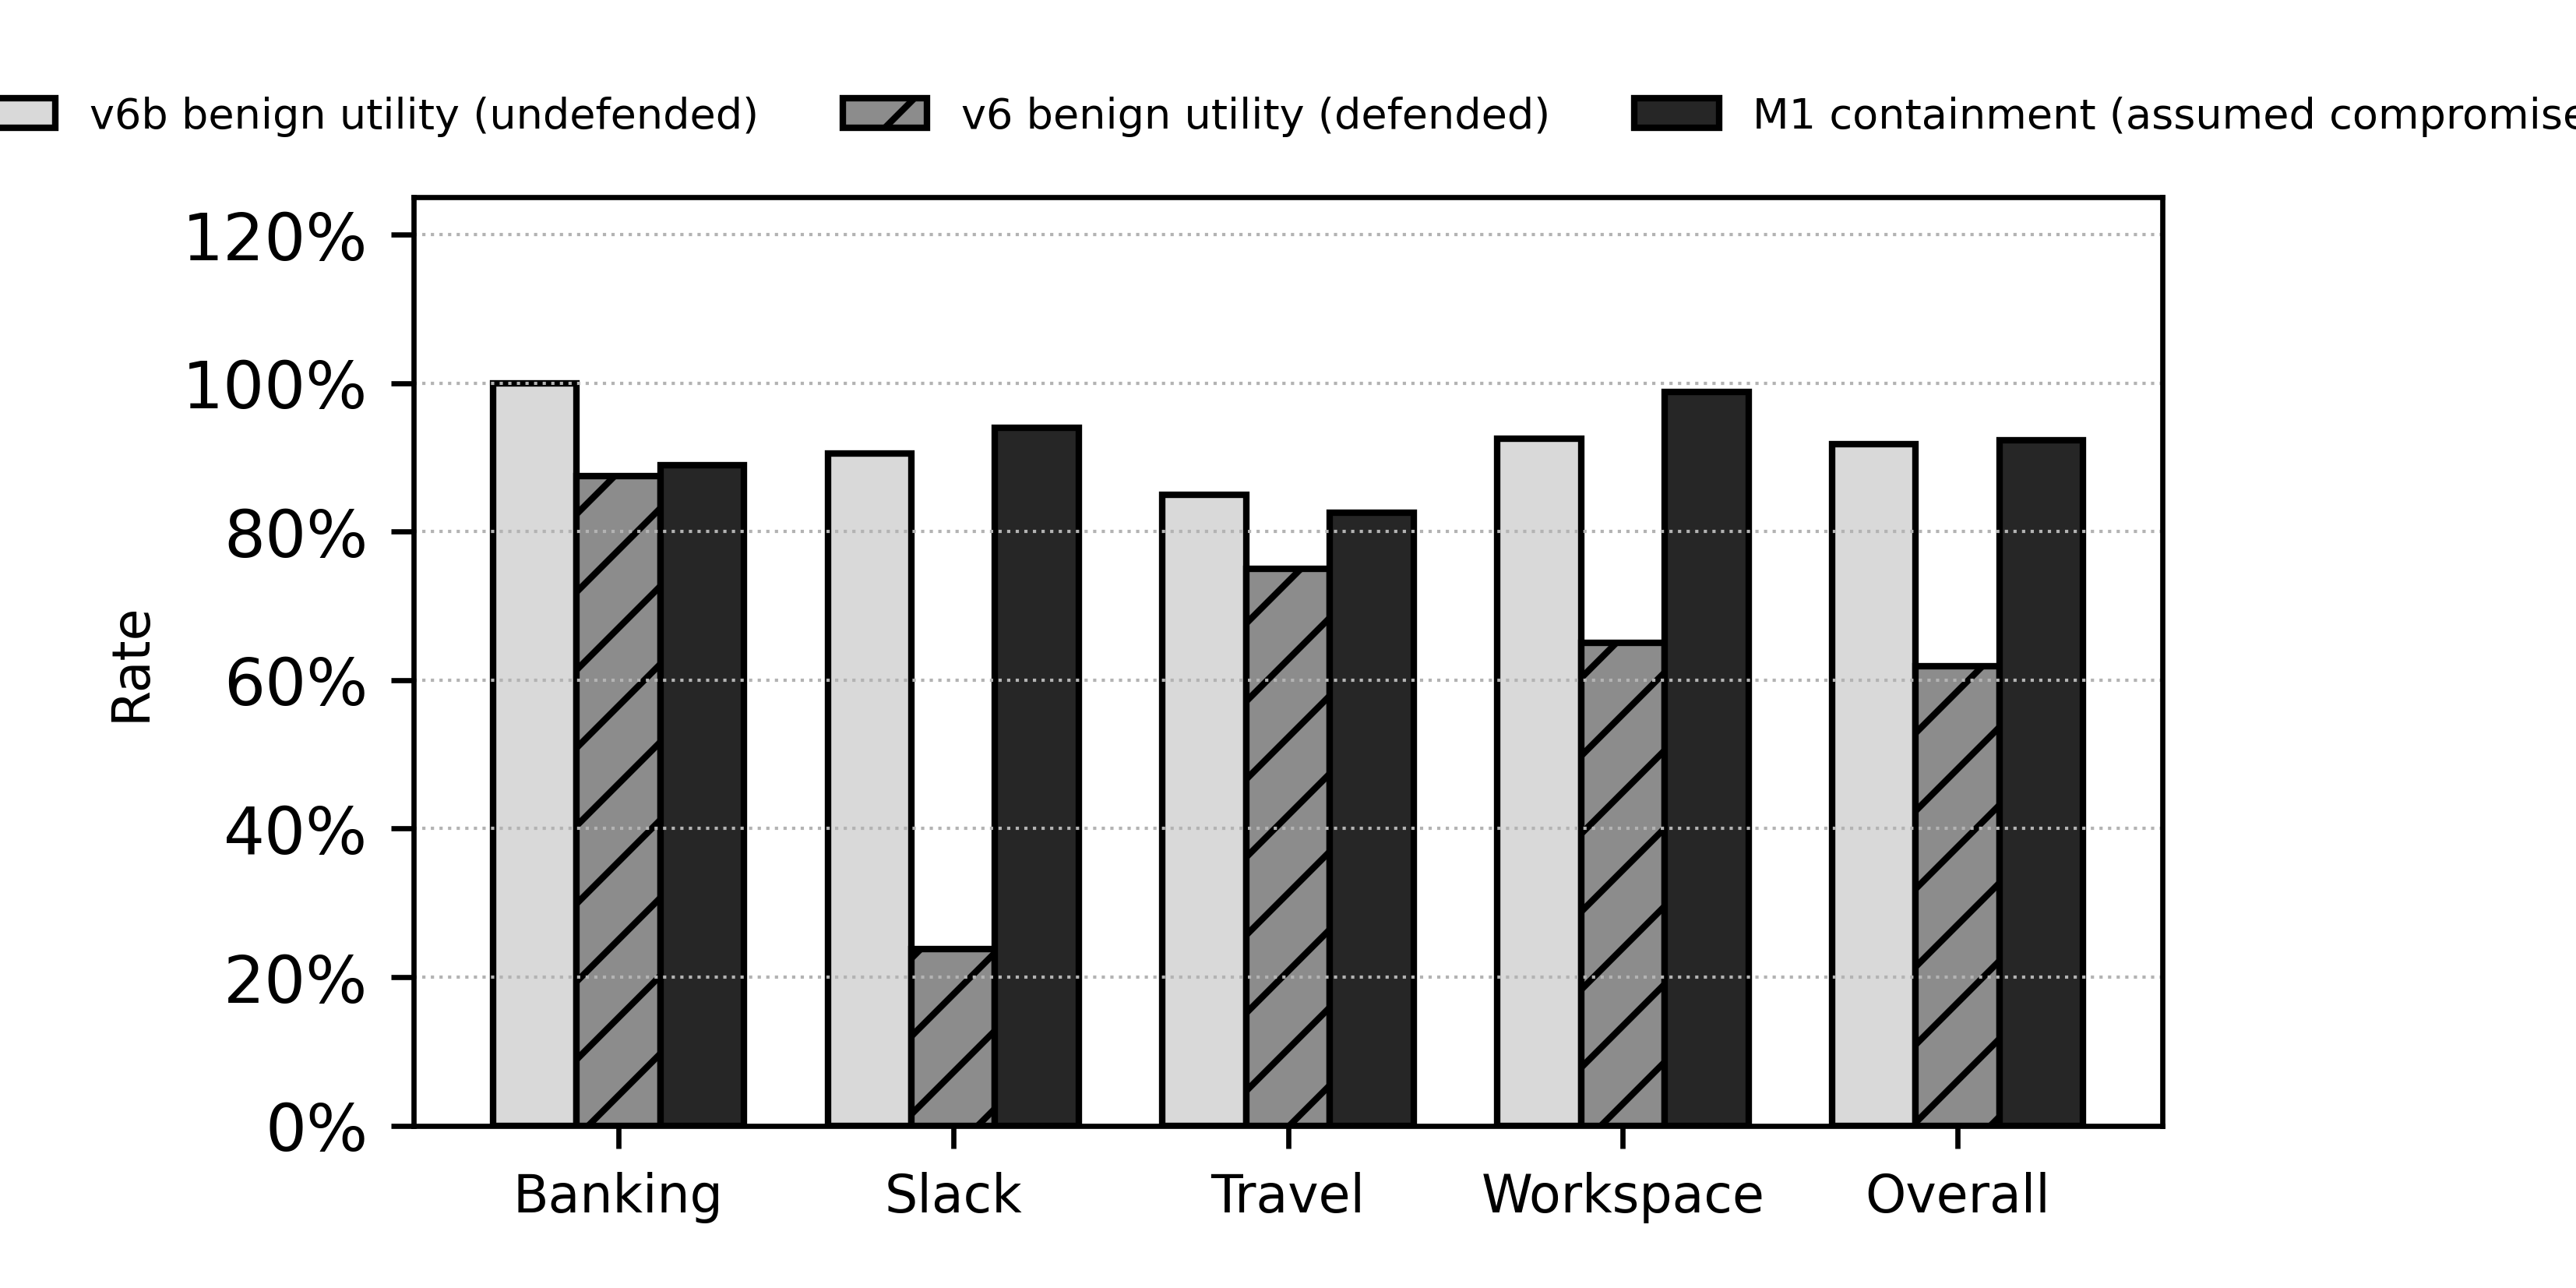 v6b benign utility (undefended) v6 benign utility (defended) M1 containment (assumed compromise
120%
100%
80%
60%
40%
20%
0%
Rate
Banking Slack Travel Workspace Overall